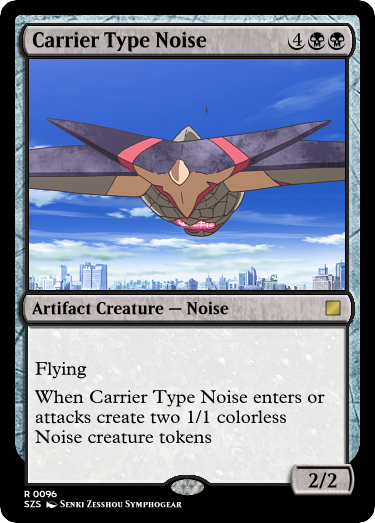 Carrier Type Noise 4
Artifact Creature — Noise
Flying
When Carrier Type Noise enters or
attacks create two 1/1 colorless
Noise creature tokens
2/2
R 0096
SZS Senki Zesshou Symphogear